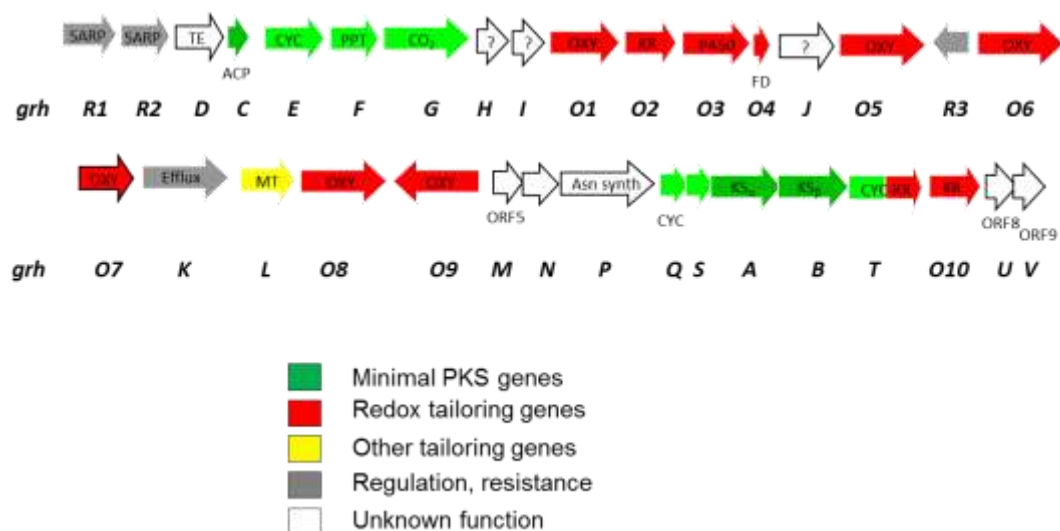 SARP SARP TE CYC PPT CO2 ? ? OXY KR P450 ? OXY OXY
ACP FD
grh R1 R2 D C E F G H I O1 O2 O3 O4 J O5 R3 O6
OXY Efflux MT OXY OXY Asn synth KSα KSβ CYC KR KR
ORF5 CYC ORF8 ORF9
grh O7 K L O8 O9 M N P Q S A B T O10 U V
Minimal PKS genes
Redox tailoring genes
Other tailoring genes
Regulation, resistance
Unknown function